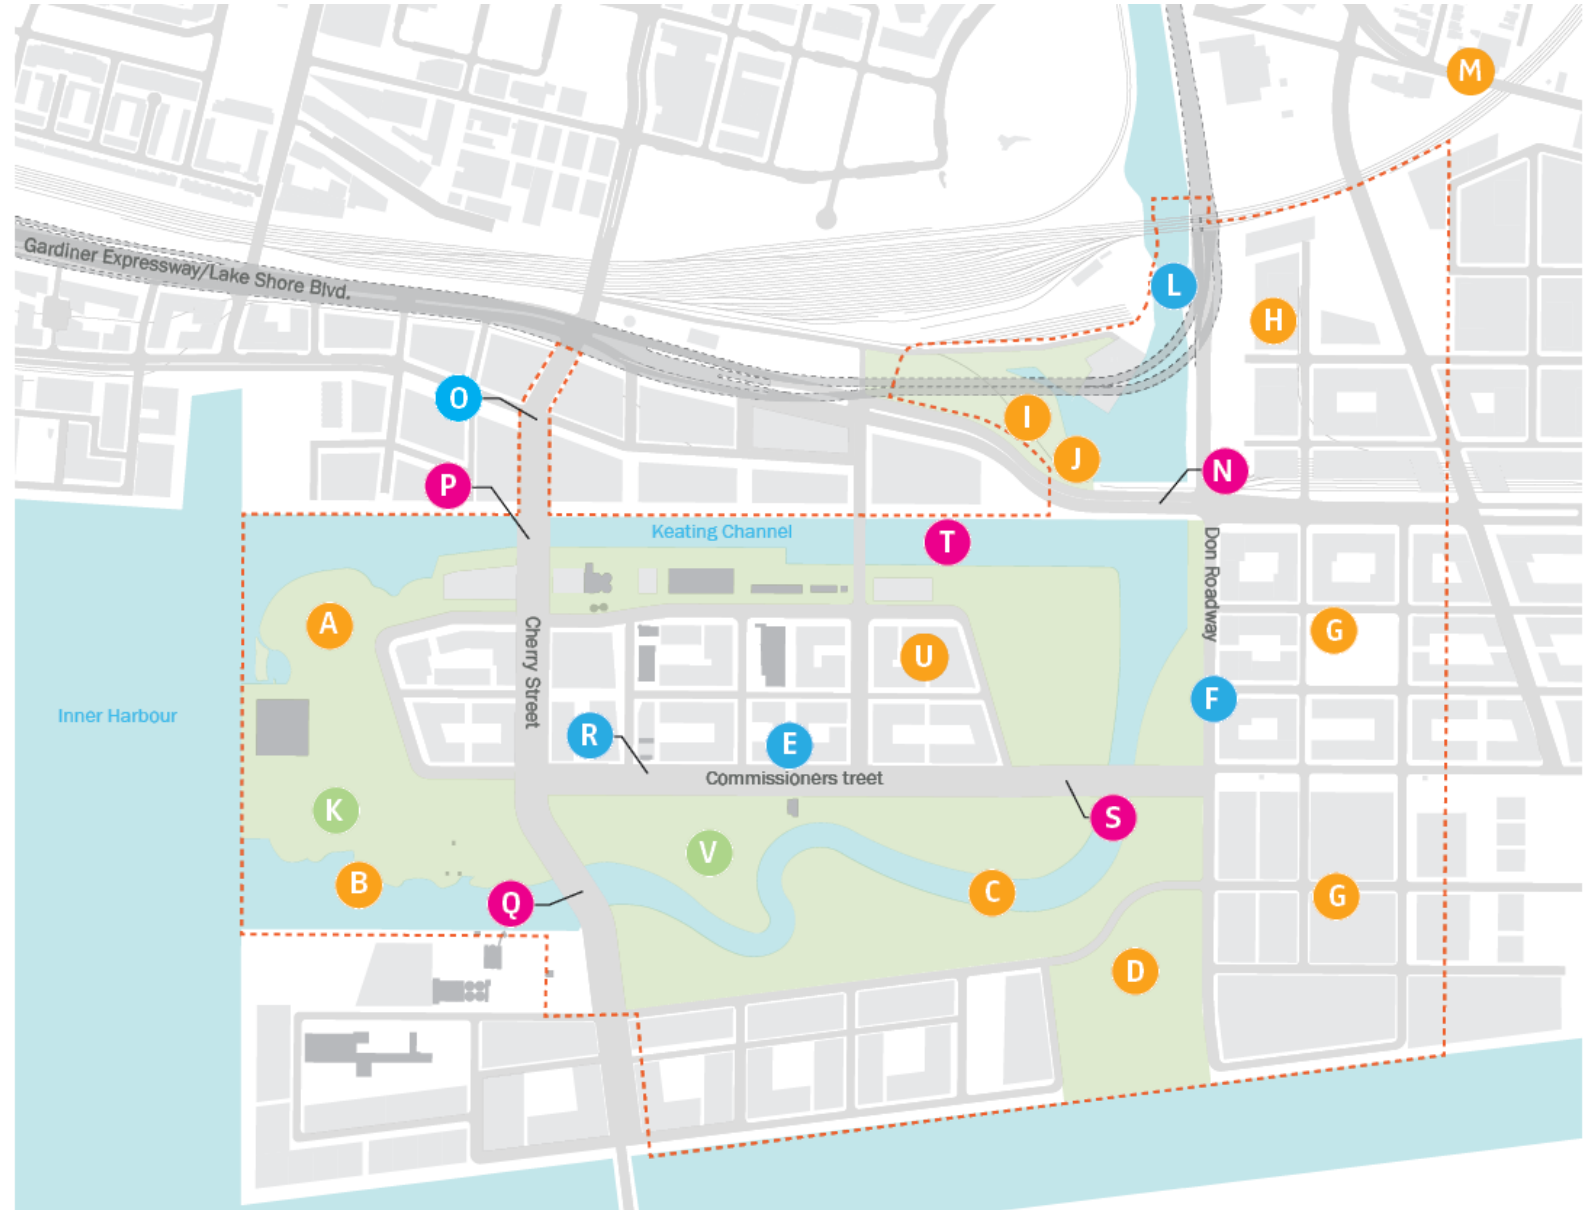 M
Gardiner Expressway/Lake Shore Blvd.
L
H
O
I
J
P
N
Keating Channel
T
Don Roadway
A
Cherry Street
G
U
F
Inner Harbour
R
E
Commissioners treet
K
S
V
B
Q
C
G
D